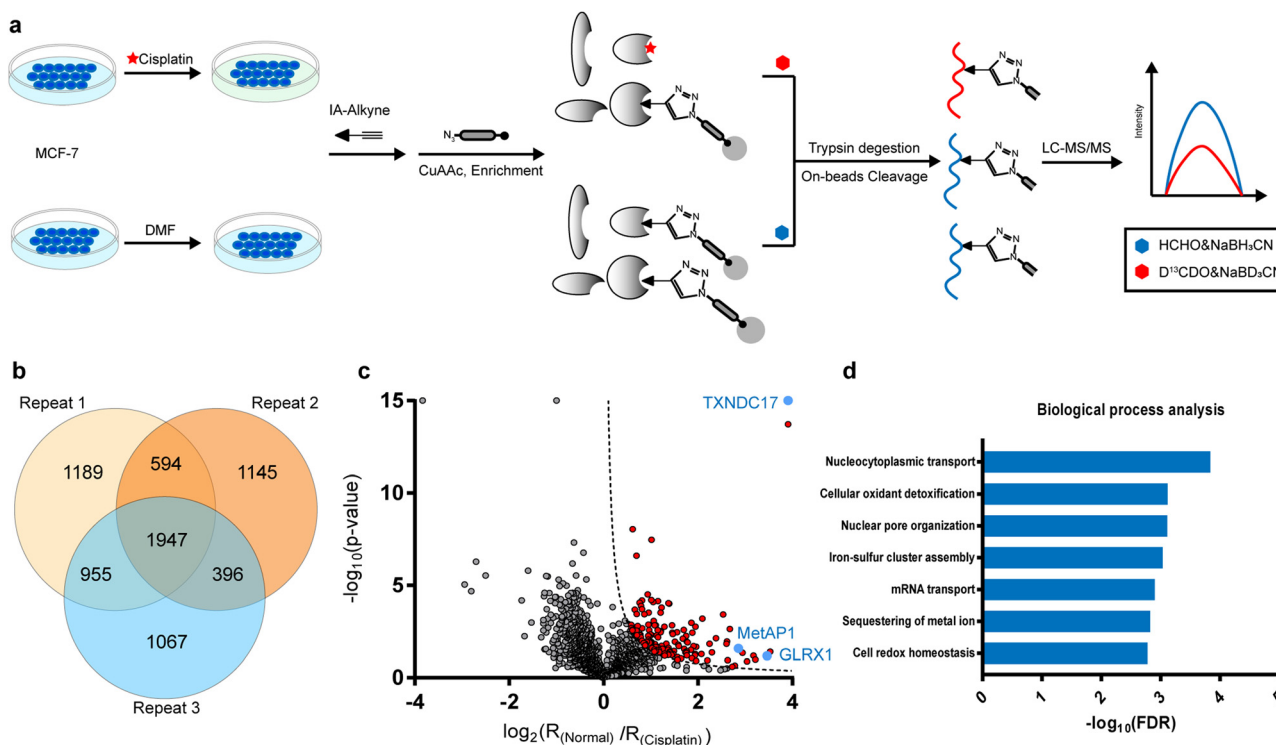 a
★Cisplatin
MCF-7
DMF
IA-Alkyne
N₃
CuAAc, Enrichment
N=N
N
N=N
N
N=N
N
Trypsin degestion
On-beads Cleavage
N=N
N
N=N
N
N=N
N
LC-MS/MS
Intensity
HCHO&NaBH₃CN
D¹³CDO&NaBD₃CN
b
Repeat 1
Repeat 2
1189
594
1145
1947
955
396
1067
Repeat 3
c
15
10
5
0
-log₁₀(p-value)
TXNDC17
MetAP1
GLRX1
-4
-2
0
2
4
log₂(R(Normal) /R(Cisplatin))
d
Biological process analysis
Nucleocytoplasmic transport
Cellular oxidant detoxification
Nuclear pore organization
Iron-sulfur cluster assembly
mRNA transport
Sequestering of metal ion
Cell redox homeostasis
0
1
2
3
4
-log₁₀(FDR)